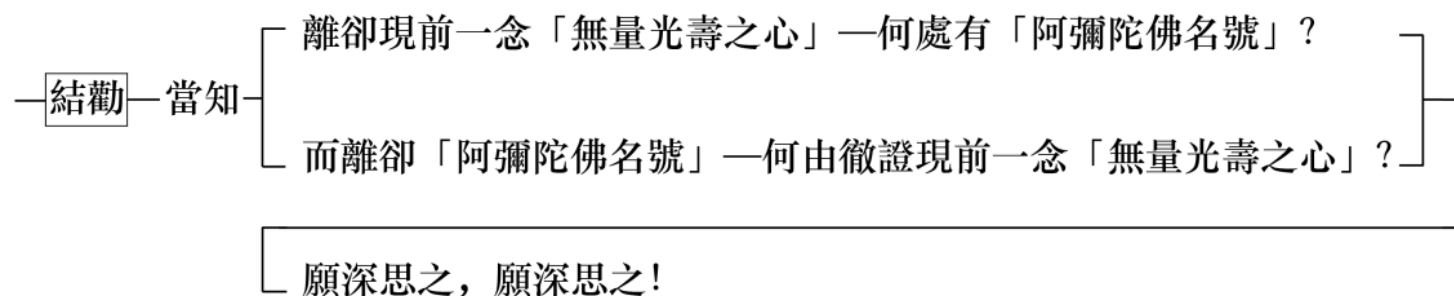 離卻現前一念「無量光壽之心」—何處有「阿彌陀佛名號」?
結勸 當知
而離卻「阿彌陀佛名號」—何由徹證現前一念「無量光壽之心」?
願深思之，願深思之!